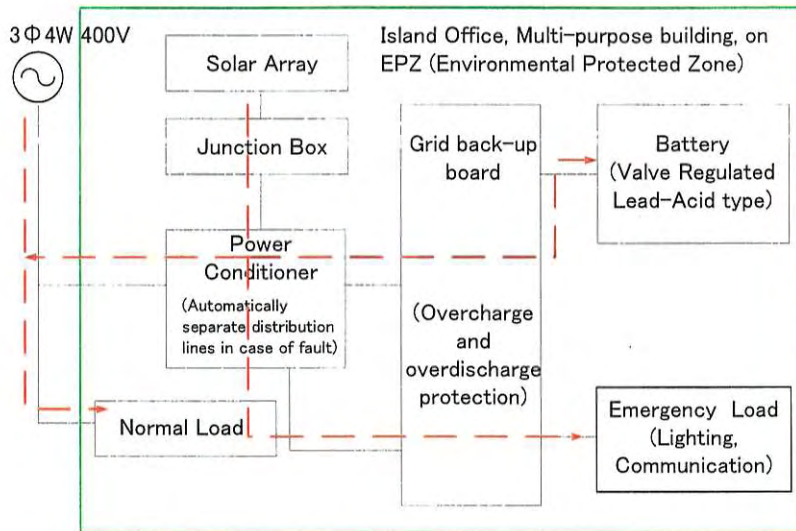 3Φ4W 400V
Island Office, Multi-purpose building, on
EPZ (Environmental Protected Zone)
Solar Array
Junction Box
Grid back-up
board
Battery
(Valve Regulated
Lead-Acid type)
Power
Conditioner
(Automatically
separate distribution
lines in case of fault)
(Overcharge
and
overdischarge
protection)
Normal Load
Emergency Load
(Lighting,
Communication)